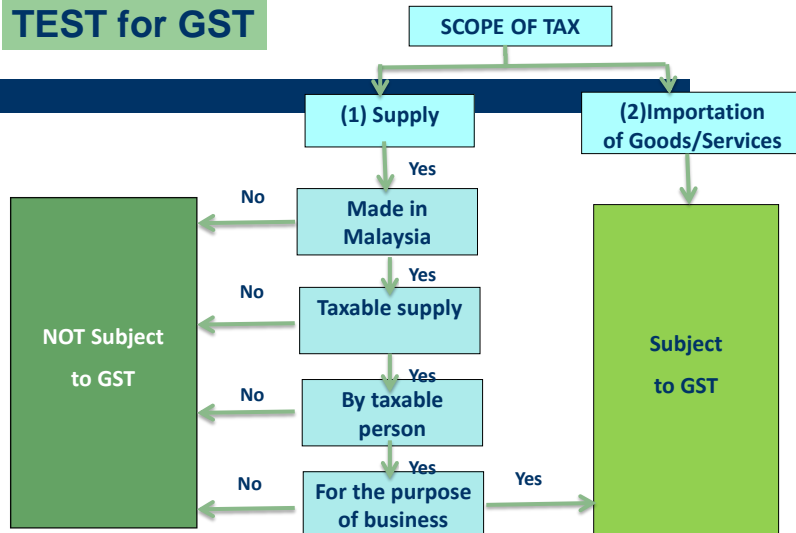 TEST for GST
SCOPE OF TAX
(1) Supply
(2)Importation
of Goods/Services
Yes
No
Made in
Malaysia
Yes
No
Taxable supply
NOT Subject
to GST
Subject
to GST
Yes
No
By taxable
person
Yes
No
For the purpose
of business
Yes